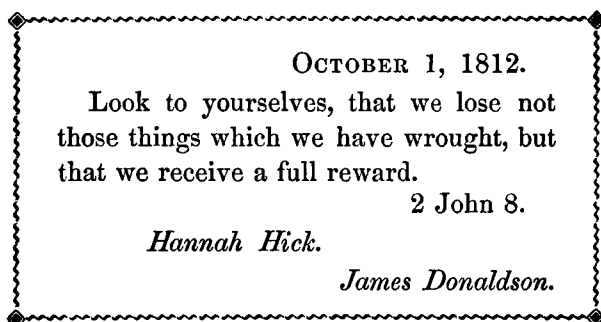 October 1, 1812.
Look to yourselves, that we lose not
those things which we have wrought, but
that we receive a full reward.
2 John 8.
Hannah Hick.
James Donaldson.